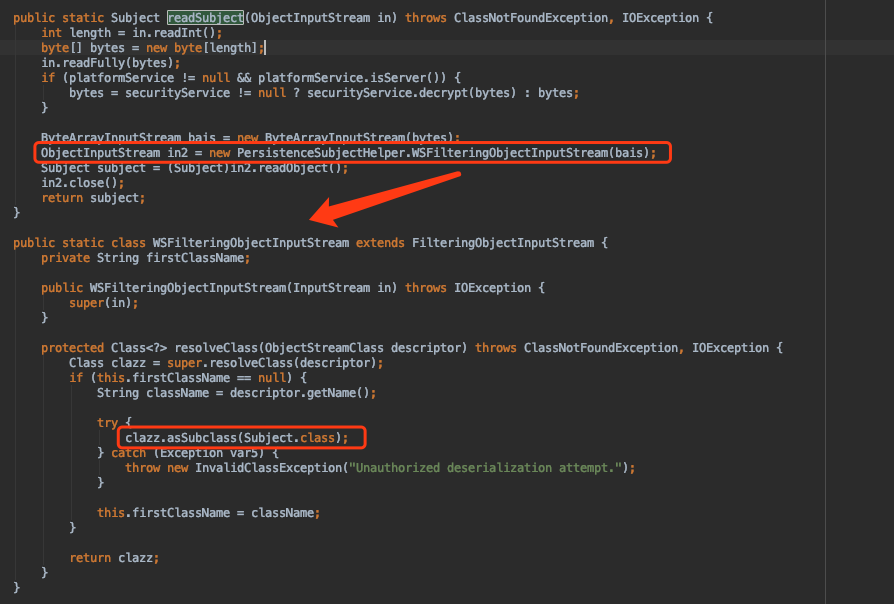 public static Subject readSubject(ObjectInputStream in) throws ClassNotFoundException, IOException {
int length = in.readInt();
byte[] bytes = new byte[length];
in.readFully(bytes);
if (platformService != null && platformService.isServer()) {
bytes = securityService != null ? securityService.decrypt(bytes) : bytes;
}
ByteArrayInputStream bais = new ByteArrayInputStream(bytes);
ObjectInputStream in2 = new PersistenceSubjectHelper.WSFilteringObjectInputStream(bais);
Subject subject = (Subject)in2.readObject();
in2.close();
return subject;
}
public static class WSFilteringObjectInputStream extends FilteringObjectInputStream {
private String firstClassName;
public WSFilteringObjectInputStream(InputStream in) throws IOException {
super(in);
}
protected Class<?> resolveClass(ObjectStreamClass descriptor) throws ClassNotFoundException, IOException {
Class clazz = super.resolveClass(descriptor);
if (this.firstClassName == null) {
String className = descriptor.getName();
try {
clazz.asSubclass(Subject.class);
} catch (Exception var5) {
throw new InvalidClassException("Unauthorized deserialization attempt.");
}
this.firstClassName = className;
}
return clazz;
}
}